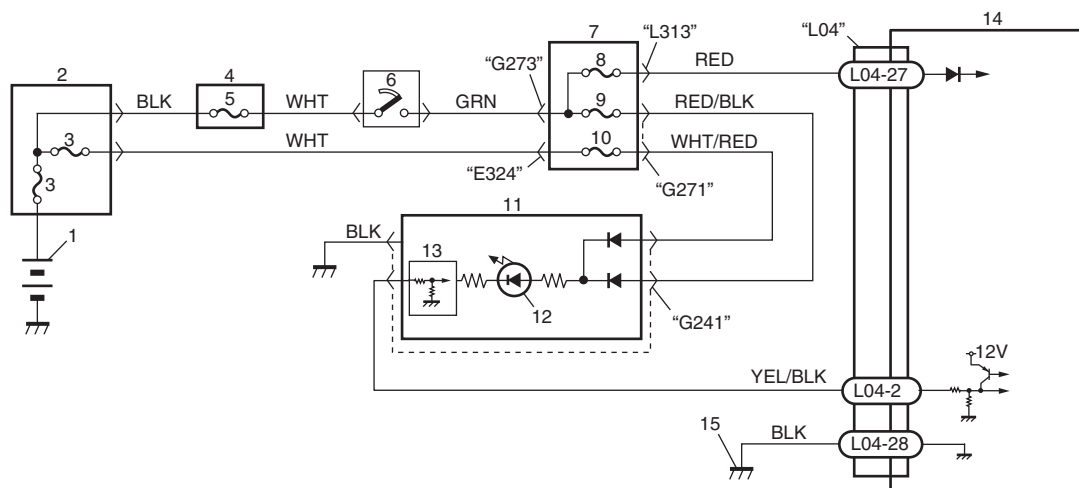 14
“L04”
“L313”
7
“G273”
RED
8
L04-27
2
4
6
BLK
5
WHT
GRN
9
RED/BLK
3
WHT
10
WHT/RED
“E324”
“G271”
3
11
1
BLK
13
12
“G241”
12V
YEL/BLK
L04-2
15
BLK
L04-28